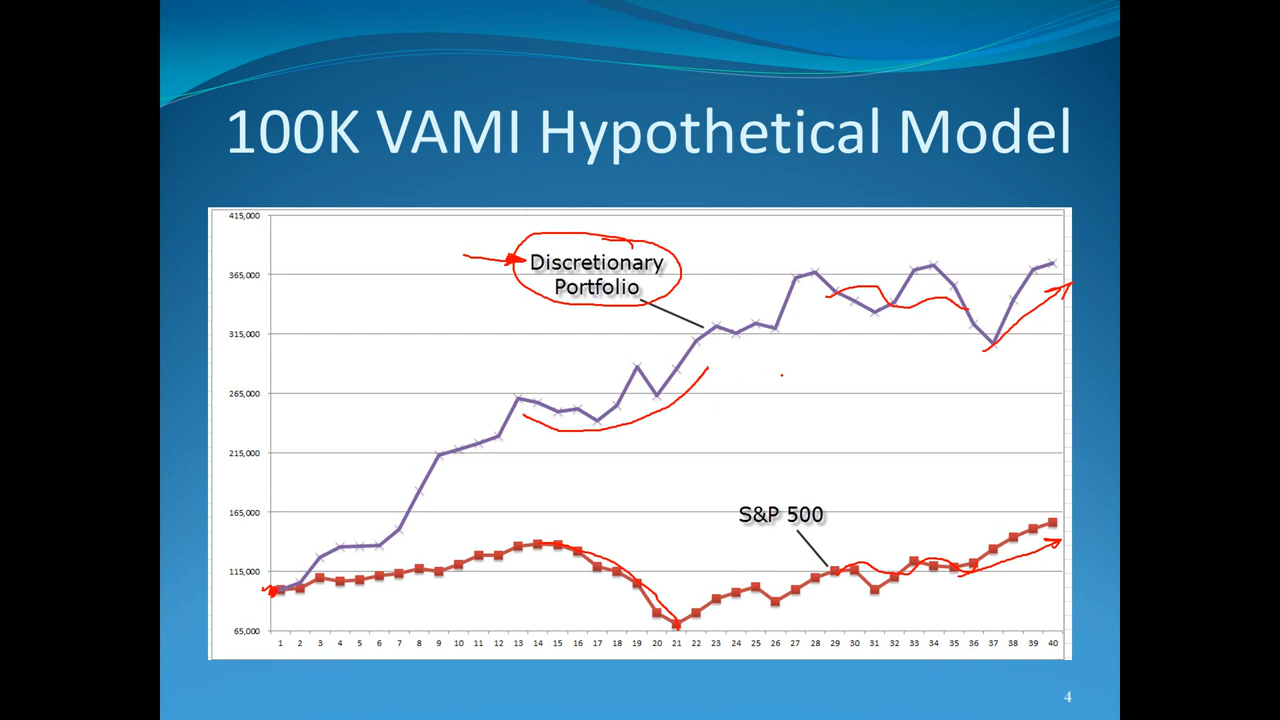 100K VAMI Hypothetical Model
415,000
365,000
315,000
265,000
215,000
165,000
115,000
65,000
Discretionary
Portfolio
S&P 500
1 2 3 4 5 6 7 8 9 10 11 12 13 14 15 16 17 18 19 20 21 22 23 24 25 26 27 28 29 30 31 32 33 34 35 36 37 38 39 40
4